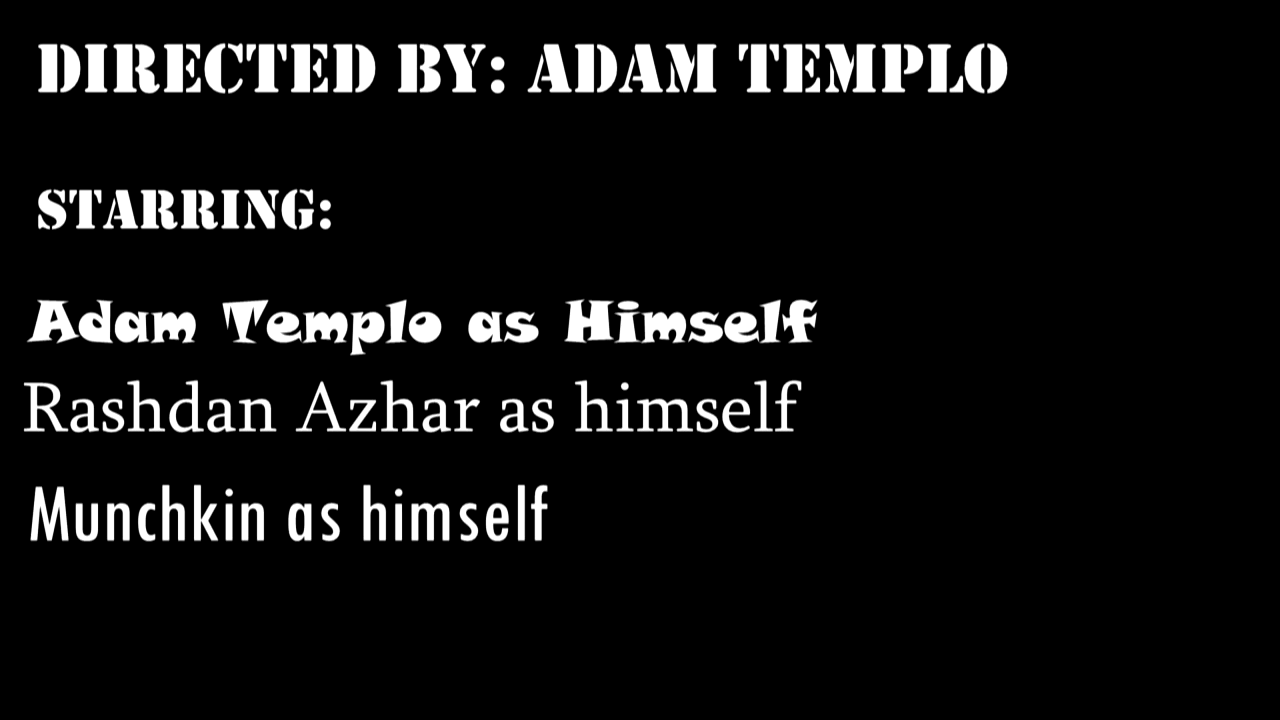 DIRECTED BY: ADAM TEMPLO
STARRING:
Adam Templo as Himself
Rashdan Azhar as himself
Munchkin as himself